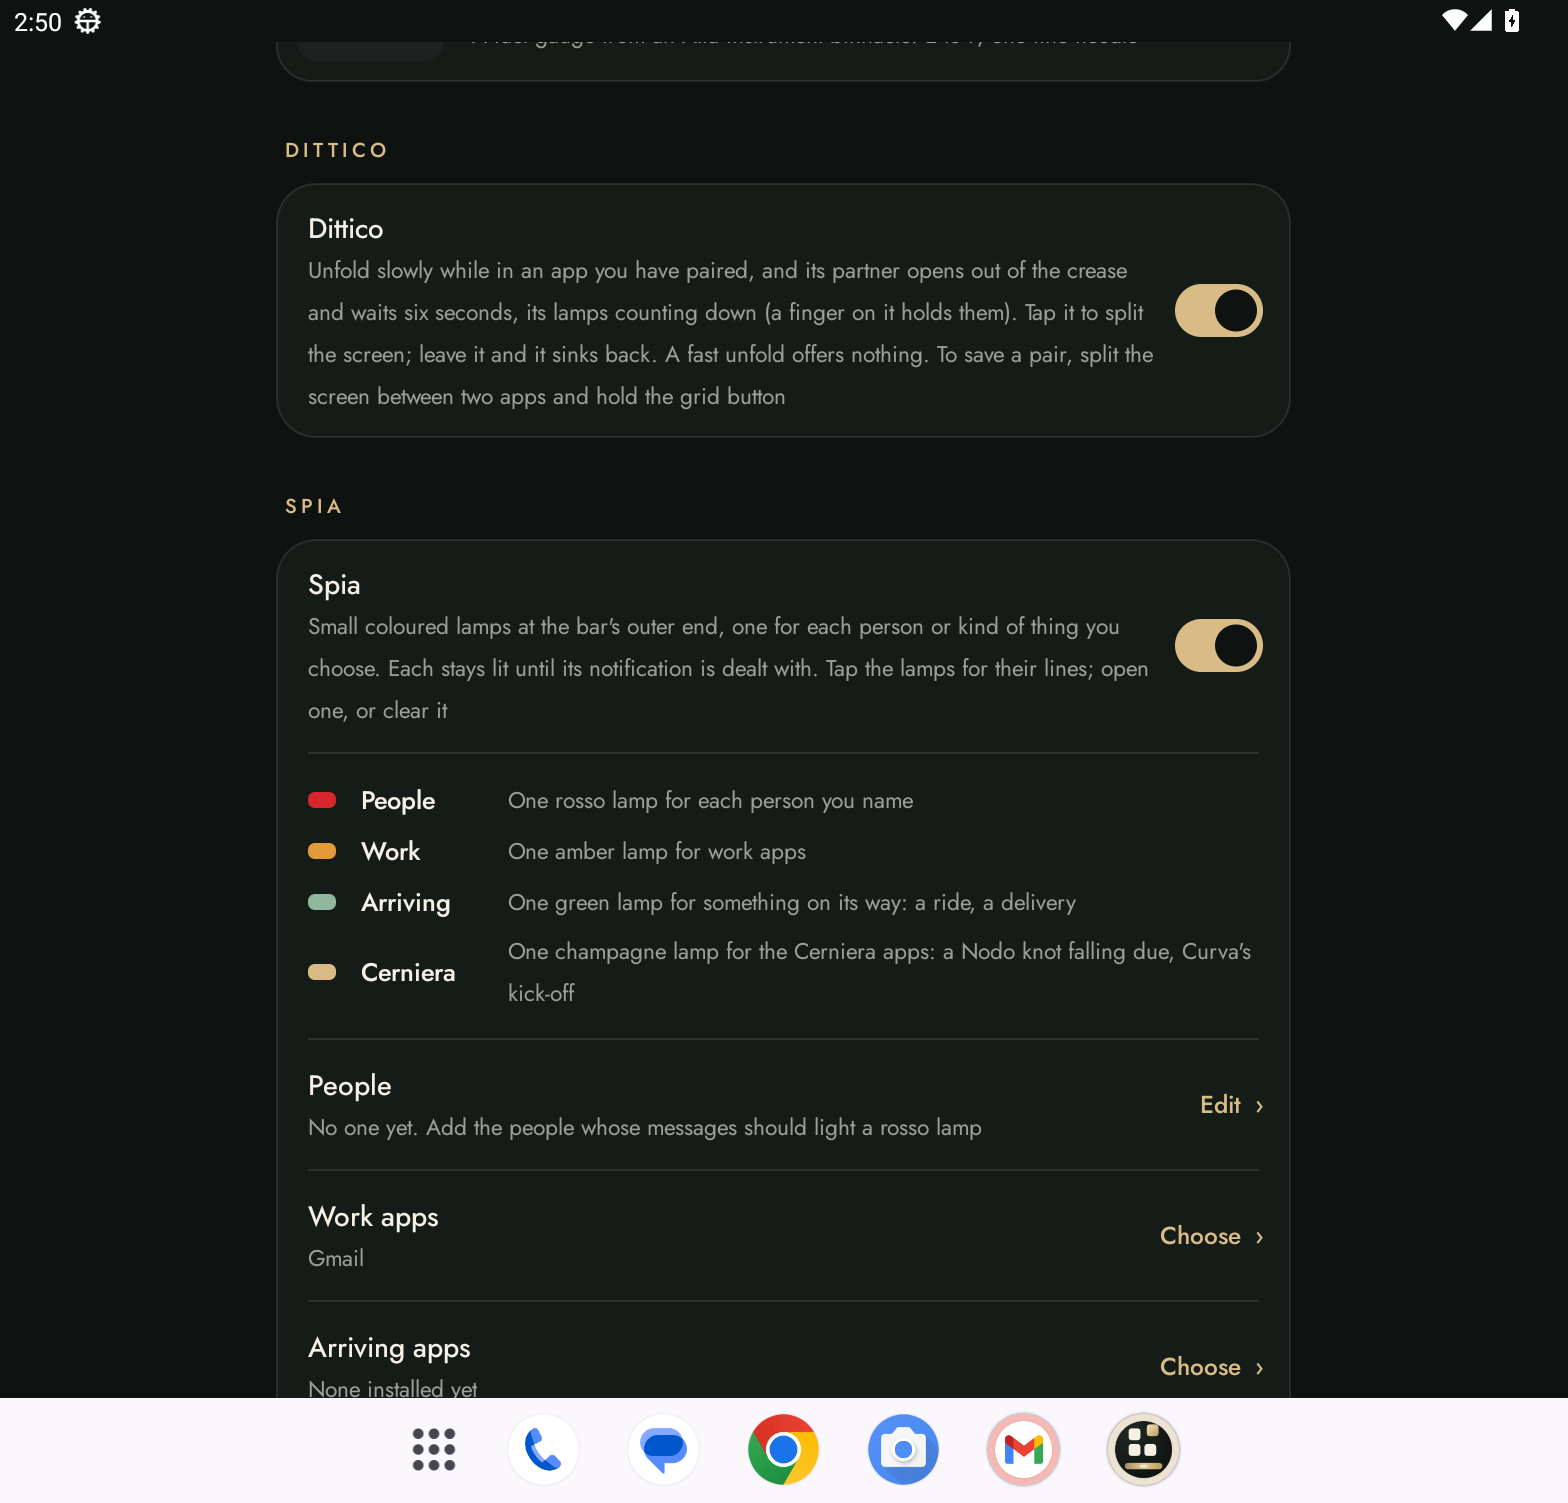 2:50
DITTICO
Dittico
Unfold slowly while in an app you have paired, and its partner opens out of the crease
and waits six seconds, its lamps counting down (a finger on it holds them). Tap it to split
the screen; leave it and it sinks back. A fast unfold offers nothing. To save a pair, split the
screen between two apps and hold the grid button
SPIA
Spia
Small coloured lamps at the bar's outer end, one for each person or kind of thing you
choose. Each stays lit until its notification is dealt with. Tap the lamps for their lines; open
one, or clear it
People One rosso lamp for each person you name
Work One amber lamp for work apps
Arriving One green lamp for something on its way: a ride, a delivery
Cerniera One champagne lamp for the Cerniera apps: a Nodo knot falling due, Curva's
kick-off
People
Edit ›
No one yet. Add the people whose messages should light a rosso lamp
Work apps
Choose ›
Gmail
Arriving apps
Choose ›
None installed yet